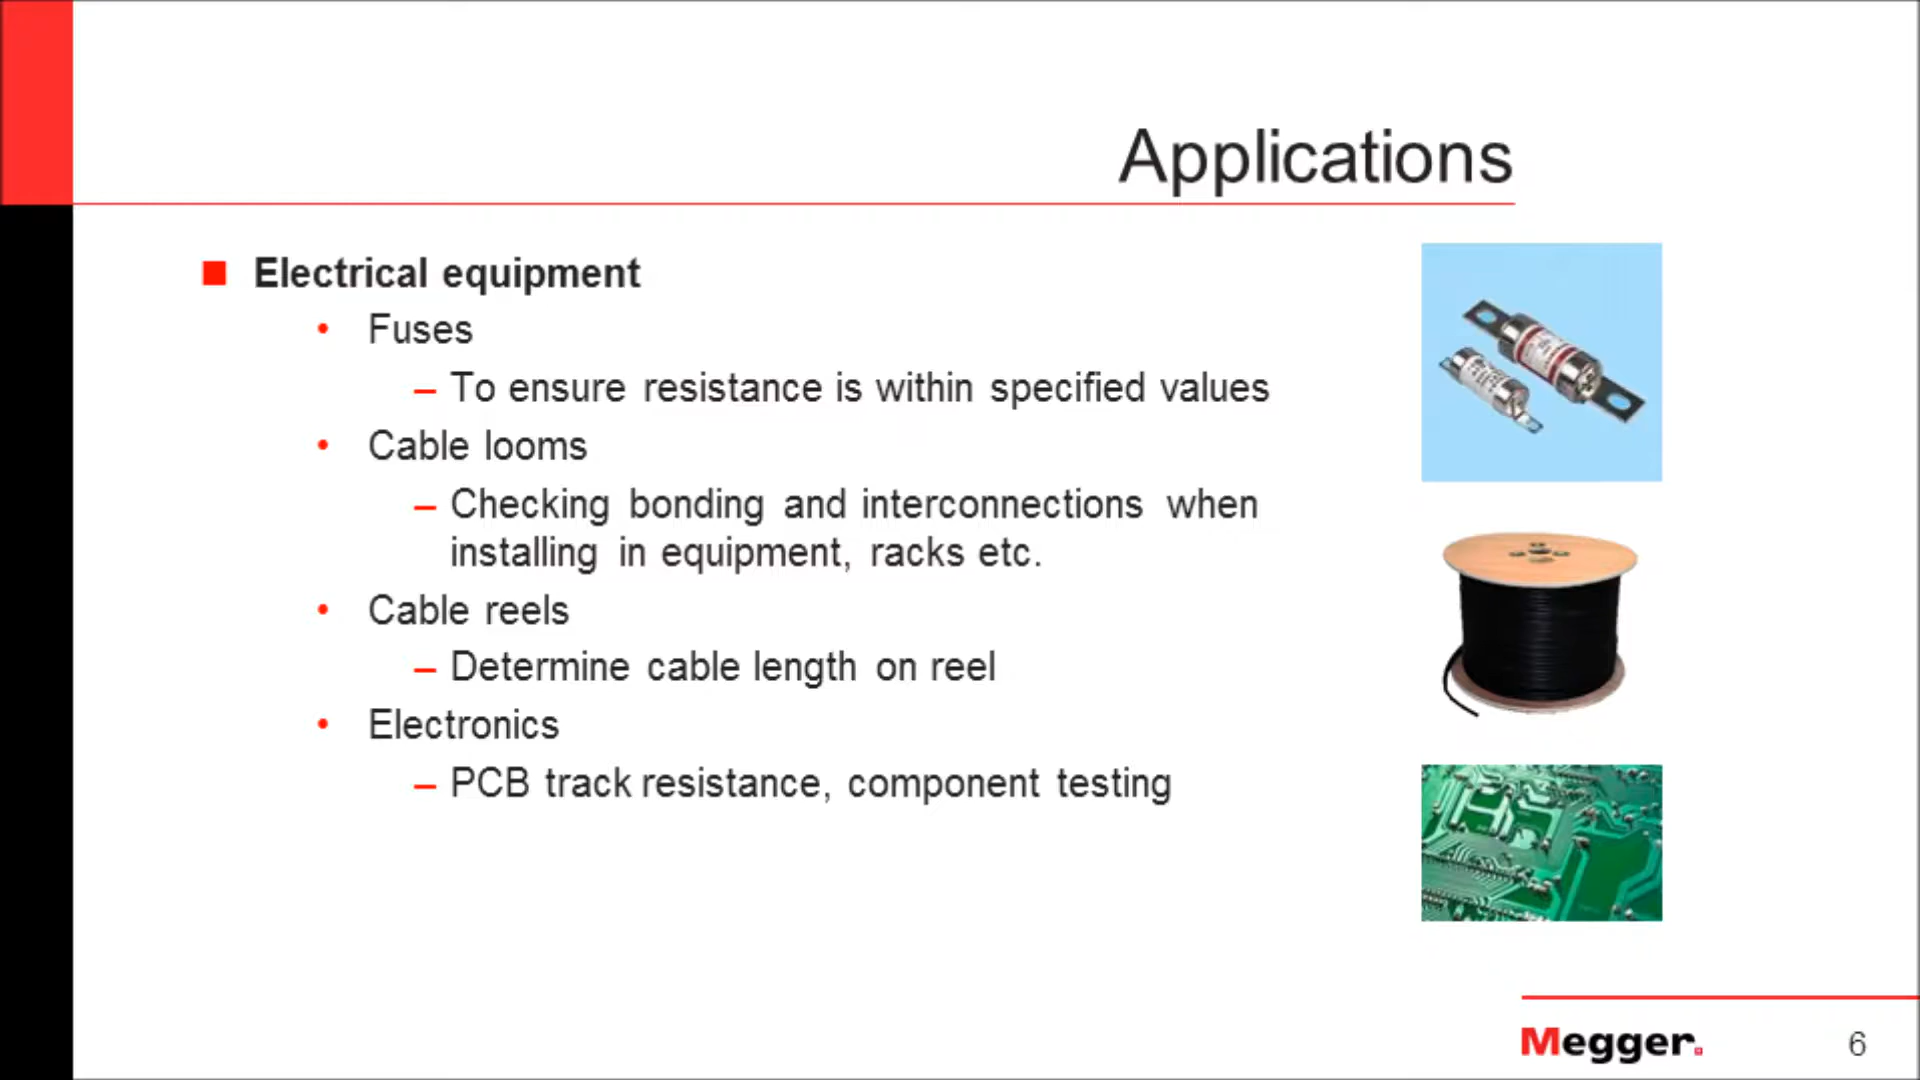 Applications
Electrical equipment
Fuses
To ensure resistance is within specified values
Cable looms
Checking bonding and interconnections when
installing in equipment, racks etc.
Cable reels
Determine cable length on reel
Electronics
PCB track resistance, component testing
Megger.
6